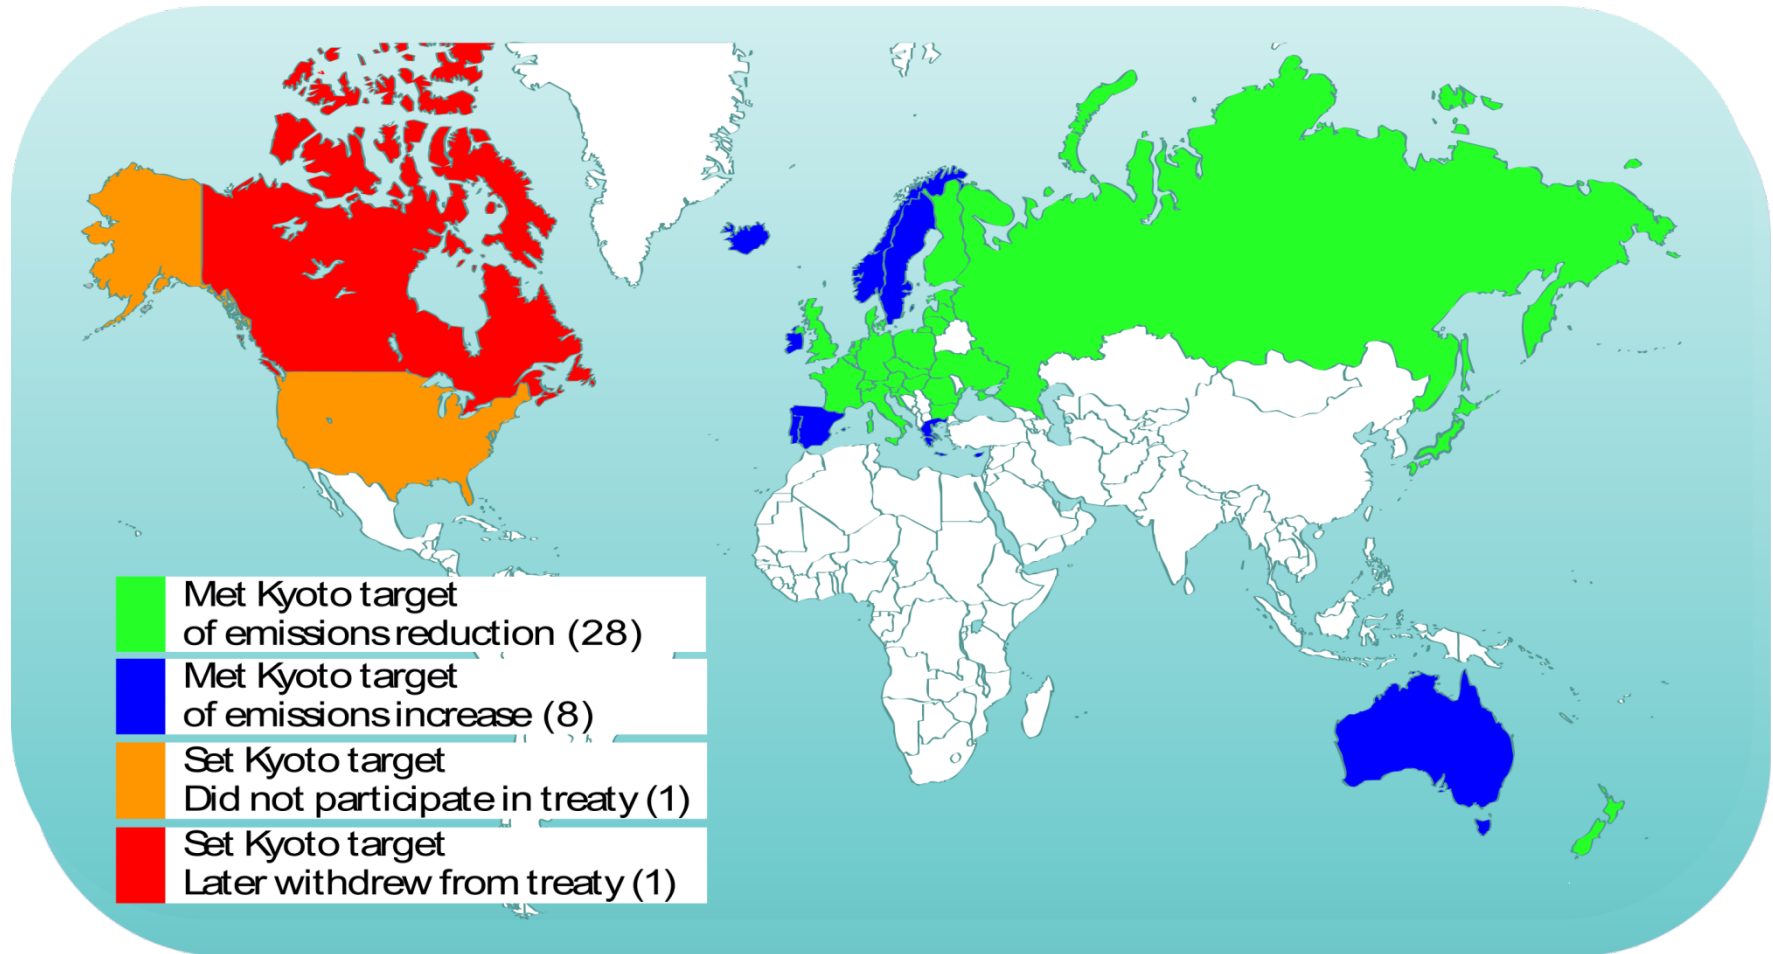 Met Kyoto target
of emissions reduction (28)
Met Kyoto target
of emissions increase (8)
Set Kyoto target
Did not participate in treaty (1)
Set Kyoto target
Later withdrew from treaty (1)